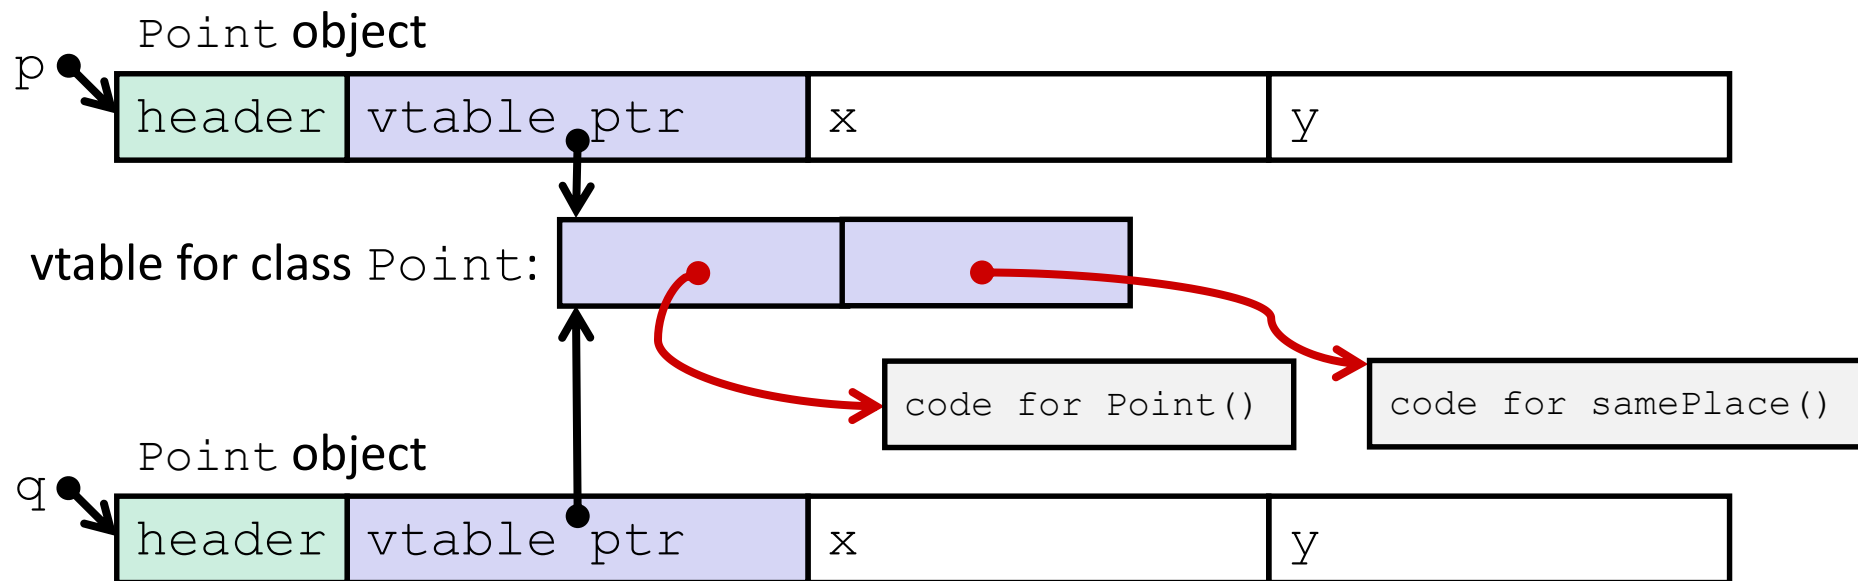 Point object
p
header vtable ptr x y
vtable for class Point:
code for Point() code for samePlace()
Point object
q
header vtable ptr x y